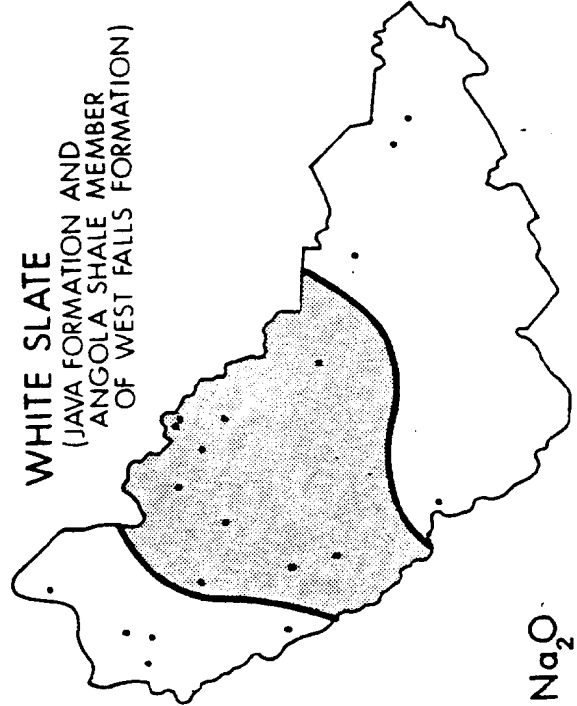 WHITE SLATE
(JAVA FORMATION AND
ANGOLA SHALE MEMBER
OF WEST FALLS FORMATION)
Na₂O